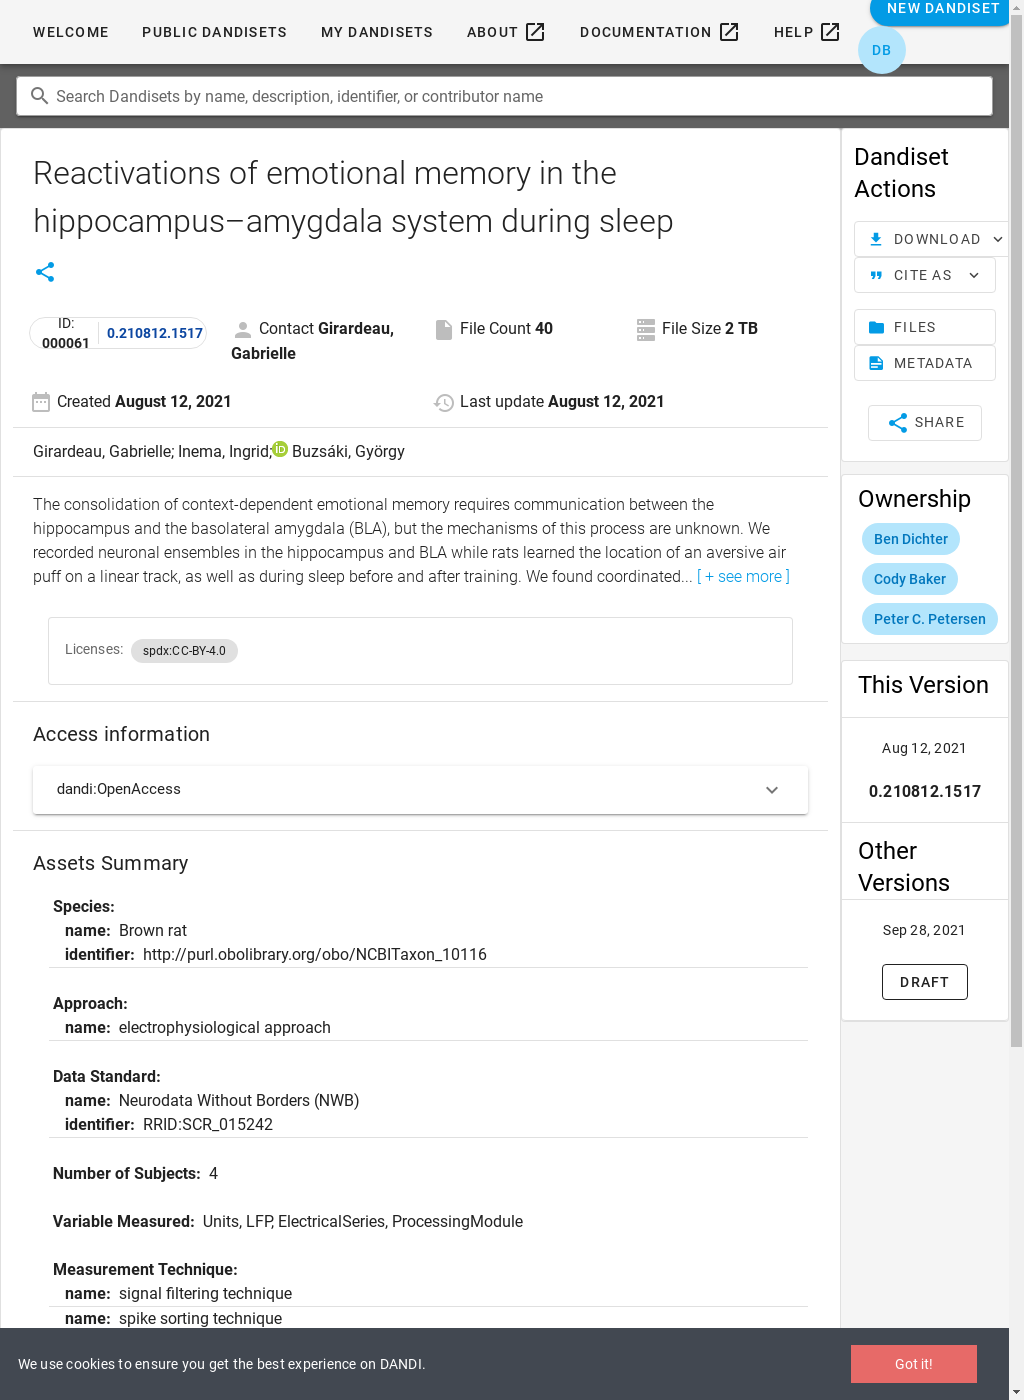 WELCOME PUBLIC DANDISETS MY DANDISETS ABOUT DOCUMENTATION HELP NEW DANDISET
DB
Search Dandisets by name, description, identifier, or contributor name
Reactivations of emotional memory in the
hippocampus–amygdala system during sleep
ID:
000061
0.210812.1517
Contact Girardeau,
Gabrielle
File Count 40
File Size 2 TB
Created August 12, 2021
Last update August 12, 2021
Girardeau, Gabrielle; Inema, Ingrid; iD Buzsáki, György
The consolidation of context-dependent emotional memory requires communication between the
hippocampus and the basolateral amygdala (BLA), but the mechanisms of this process are unknown. We
recorded neuronal ensembles in the hippocampus and BLA while rats learned the location of an aversive air
puff on a linear track, as well as during sleep before and after training. We found coordinated... [ + see more ]
Licenses: spdx:CC-BY-4.0
Access information
dandi:OpenAccess
Assets Summary
Species:
name: Brown rat
identifier: http://purl.obolibrary.org/obo/NCBITaxon_10116
Approach:
name: electrophysiological approach
Data Standard:
name: Neurodata Without Borders (NWB)
identifier: RRID:SCR_015242
Number of Subjects: 4
Variable Measured: Units, LFP, ElectricalSeries, ProcessingModule
Measurement Technique:
name: signal filtering technique
name: spike sorting technique
Dandiset
Actions
DOWNLOAD
CITE AS
FILES
METADATA
SHARE
Ownership
Ben Dichter
Cody Baker
Peter C. Petersen
This Version
Aug 12, 2021
0.210812.1517
Other
Versions
Sep 28, 2021
DRAFT
We use cookies to ensure you get the best experience on DANDI.
Got it!